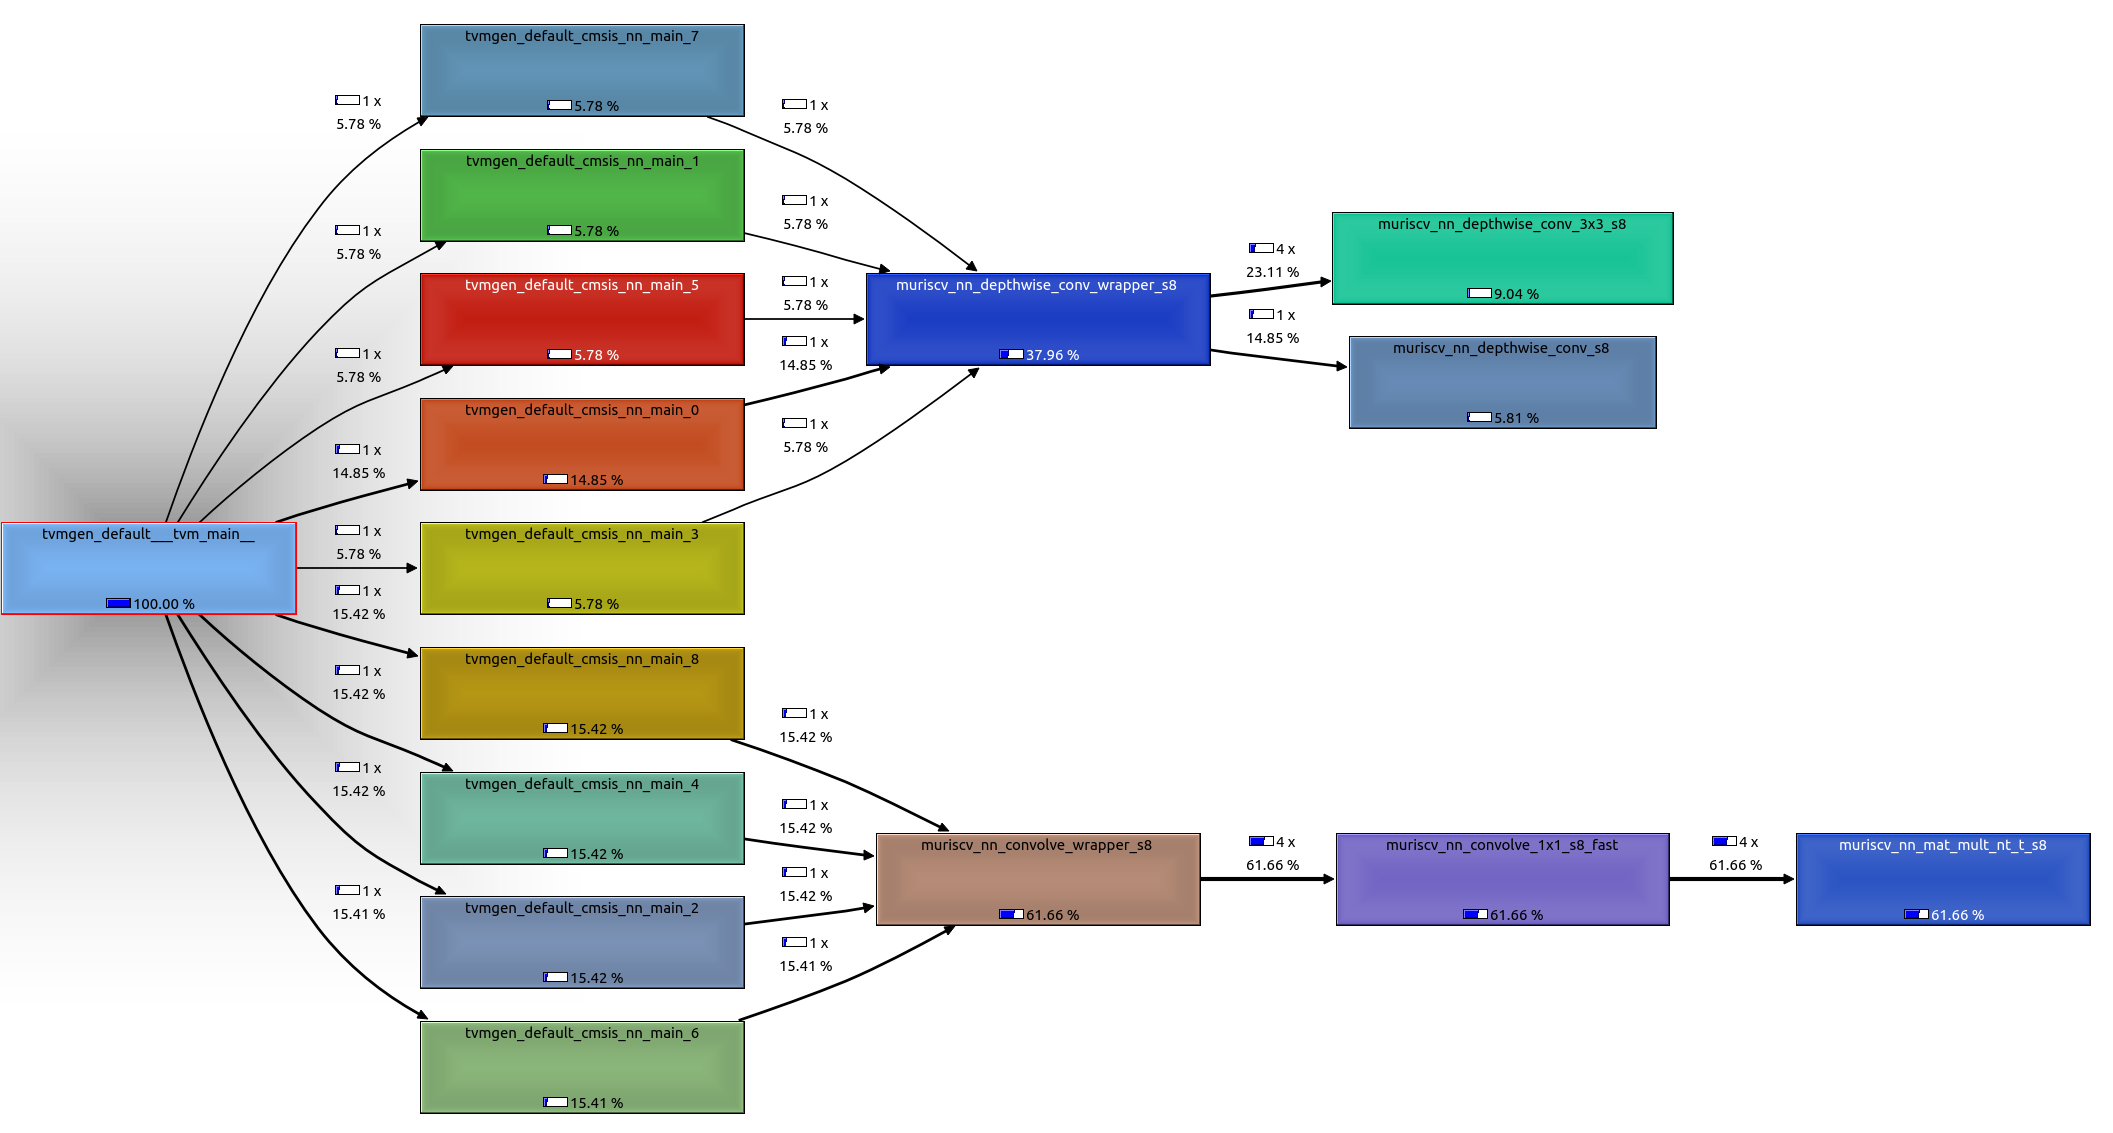 tvmgen_default_cmsis_nn_main_7
5.78 %
1 x
5.78 %
1 x
5.78 %
tvmgen_default_cmsis_nn_main_1
5.78 %
1 x
5.78 %
1 x
5.78 %
tvmgen_default_cmsis_nn_main_5
5.78 %
1 x
5.78 %
1 x
5.78 %
muriscv_nn_depthwise_conv_wrapper_s8
37.96 %
4 x
23.11 %
muriscv_nn_depthwise_conv_3x3_s8
9.04 %
1 x
14.85 %
muriscv_nn_depthwise_conv_s8
5.81 %
1 x
14.85 %
tvmgen_default_cmsis_nn_main_0
14.85 %
1 x
14.85 %
1 x
5.78 %
tvmgen_default___tvm_main__
100.00 %
1 x
5.78 %
tvmgen_default_cmsis_nn_main_3
5.78 %
1 x
15.42 %
tvmgen_default_cmsis_nn_main_8
15.42 %
1 x
15.42 %
1 x
15.42 %
tvmgen_default_cmsis_nn_main_4
15.42 %
1 x
15.42 %
1 x
15.42 %
tvmgen_default_cmsis_nn_main_2
15.42 %
1 x
15.42 %
muriscv_nn_convolve_wrapper_s8
61.66 %
4 x
61.66 %
muriscv_nn_convolve_1x1_s8_fast
61.66 %
4 x
61.66 %
muriscv_nn_mat_mult_nt_t_s8
61.66 %
1 x
15.41 %
1 x
15.41 %
tvmgen_default_cmsis_nn_main_6
15.41 %